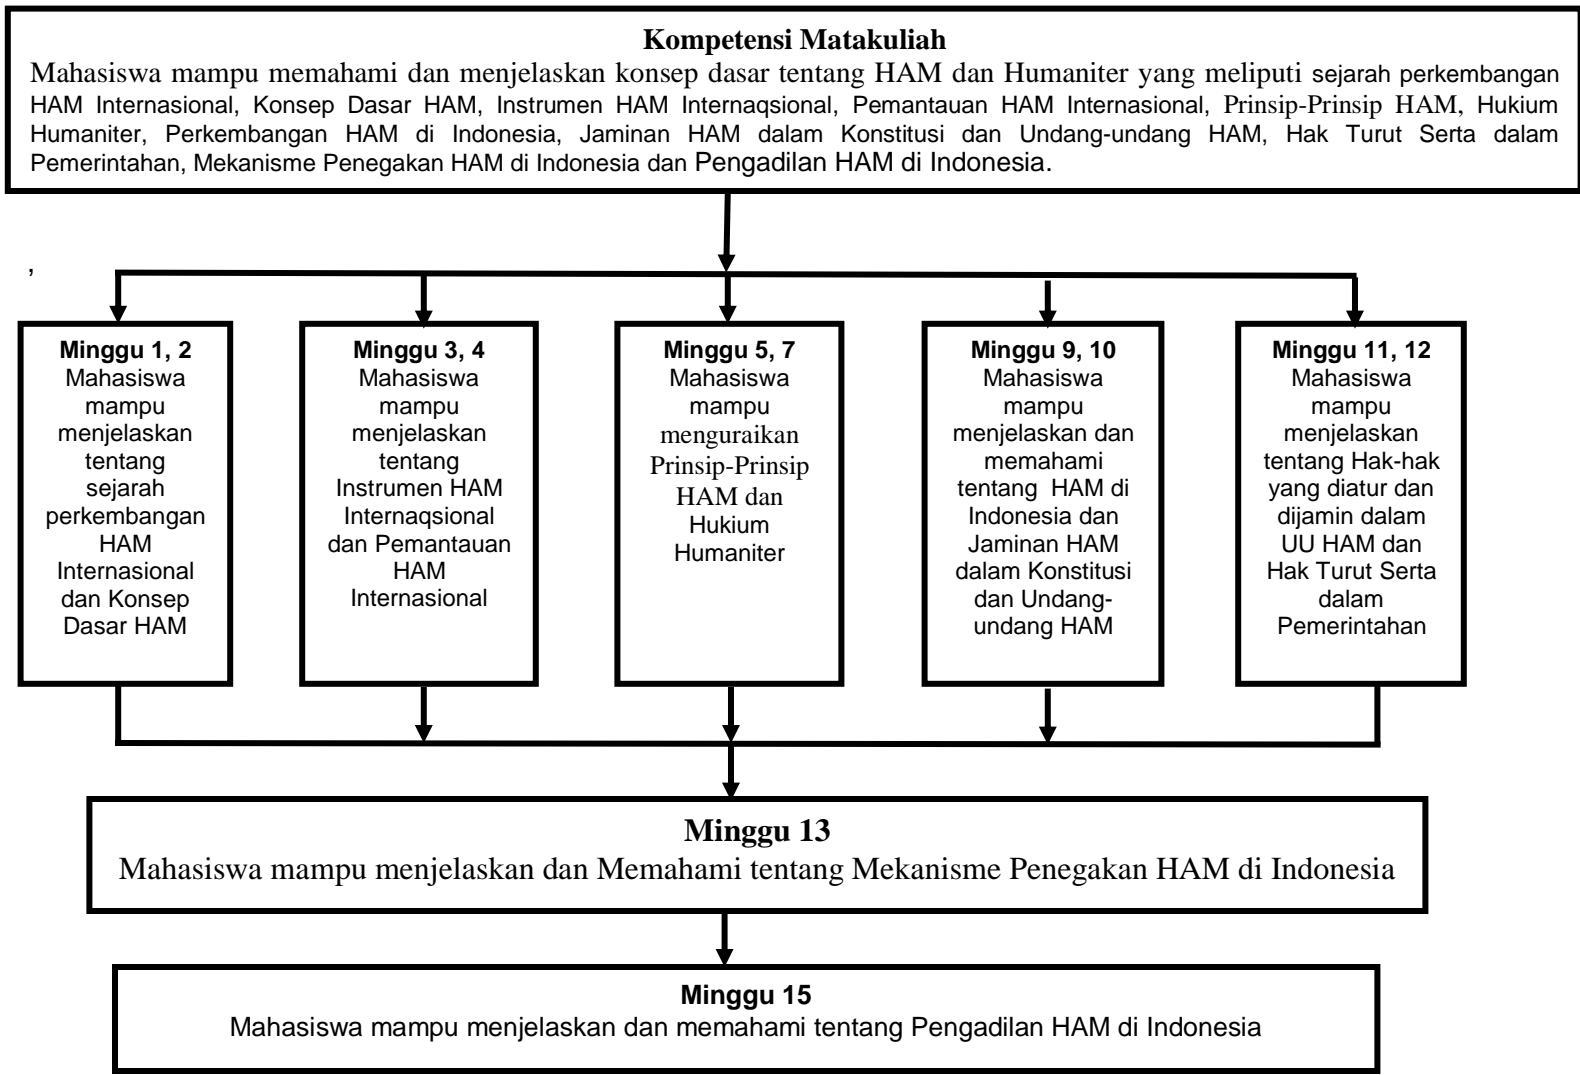 Kompetensi Matakuliah
Mahasiswa mampu memahami dan menjelaskan konsep dasar tentang HAM dan Humaniter yang meliputi sejarah perkembangan
HAM Internasional, Konsep Dasar HAM, Instrumen HAM Internaqsional, Pemantauan HAM Internasional, Prinsip-Prinsip HAM, Hukium
Humaniter, Perkembangan HAM di Indonesia, Jaminan HAM dalam Konstitusi dan Undang-undang HAM, Hak Turut Serta dalam
Pemerintahan, Mekanisme Penegakan HAM di Indonesia dan Pengadilan HAM di Indonesia.
,
Minggu 1, 2
Mahasiswa
mampu
menjelaskan
tentang
sejarah
perkembangan
HAM
Internasional
dan Konsep
Dasar HAM
Minggu 3, 4
Mahasiswa
mampu
menjelaskan
tentang
Instrumen HAM
Internaqsional
dan Pemantauan
HAM
Internasional
Minggu 5, 7
Mahasiswa
mampu
menguraikan
Prinsip-Prinsip
HAM dan
Hukium
Humaniter
Minggu 9, 10
Mahasiswa
mampu
menjelaskan dan
memahami
tentang HAM di
Indonesia dan
Jaminan HAM
dalam Konstitusi
dan Undang-
undang HAM
Minggu 11, 12
Mahasiswa
mampu
menjelaskan
tentang Hak-hak
yang diatur dan
dijamin dalam
UU HAM dan
Hak Turut Serta
dalam
Pemerintahan
Minggu 13
Mahasiswa mampu menjelaskan dan Memahami tentang Mekanisme Penegakan HAM di Indonesia
Minggu 15
Mahasiswa mampu menjelaskan dan memahami tentang Pengadilan HAM di Indonesia